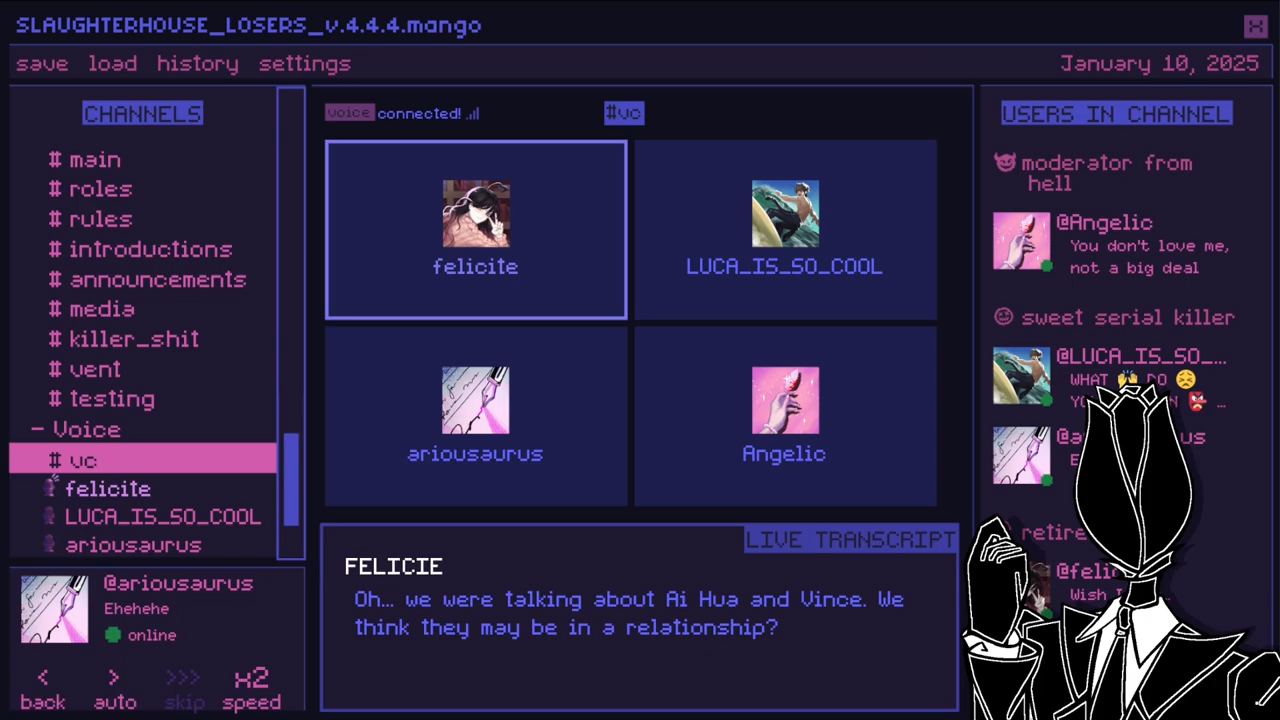 SLAUGHTERHOUSE_LOSERS_v.4.4.4.mango
X
save load history settings
January 10, 2025
CHANNELS
# main
# roles
# rules
# introductions
# announcements
# media
# killer_shit
# vent
# testing
- Voice
# vc
felicite
LUCA_IS_SO_COOL
ariousaurus
@ariousaurus
Ehehehe
online
< > >>> x2
back auto skip speed
voice connected!
#vc
felicite
LUCA_IS_SO_COOL
ariousaurus
Angelic
LIVE TRANSCRIPT
FELICIE
Oh... we were talking about Ai Hua and Vince. We
think they may be in a relationship?
USERS IN CHANNEL
moderator from
hell
@Angelic
You don't love me,
not a big deal
sweet serial killer
@LUCA_IS_SO_...
WHAT 🙌 DO 😣